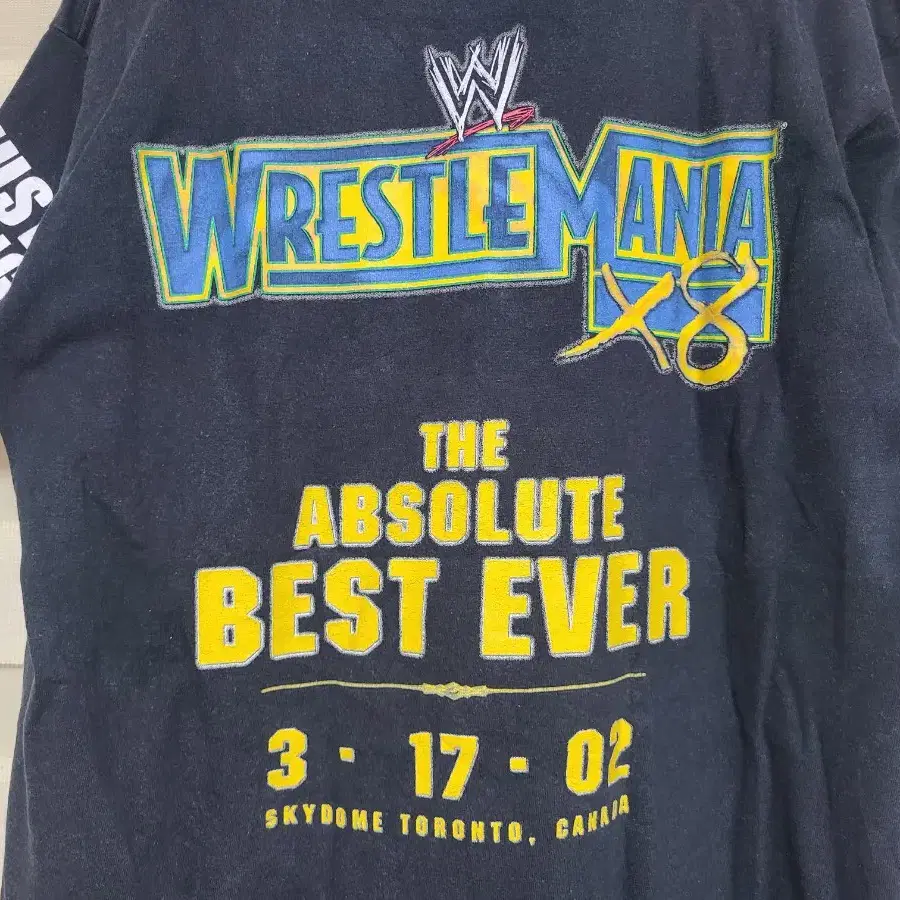 W
WRESTLEMANIA
X8
THE
ABSOLUTE
BEST EVER
3 - 17 - 02
SKYDOME TORONTO, CANADA